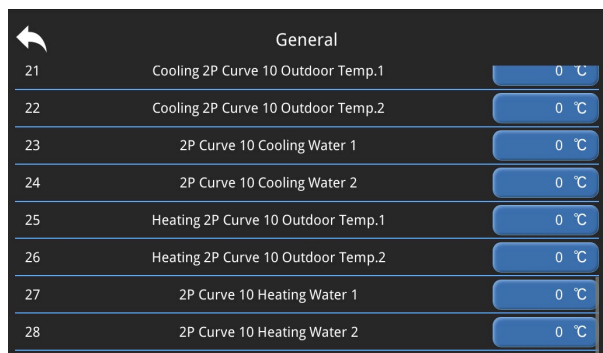 General
21 Cooling 2P Curve 10 Outdoor Temp.1 0 ℃
22 Cooling 2P Curve 10 Outdoor Temp.2 0 ℃
23 2P Curve 10 Cooling Water 1 0 ℃
24 2P Curve 10 Cooling Water 2 0 ℃
25 Heating 2P Curve 10 Outdoor Temp.1 0 ℃
26 Heating 2P Curve 10 Outdoor Temp.2 0 ℃
27 2P Curve 10 Heating Water 1 0 ℃
28 2P Curve 10 Heating Water 2 0 ℃